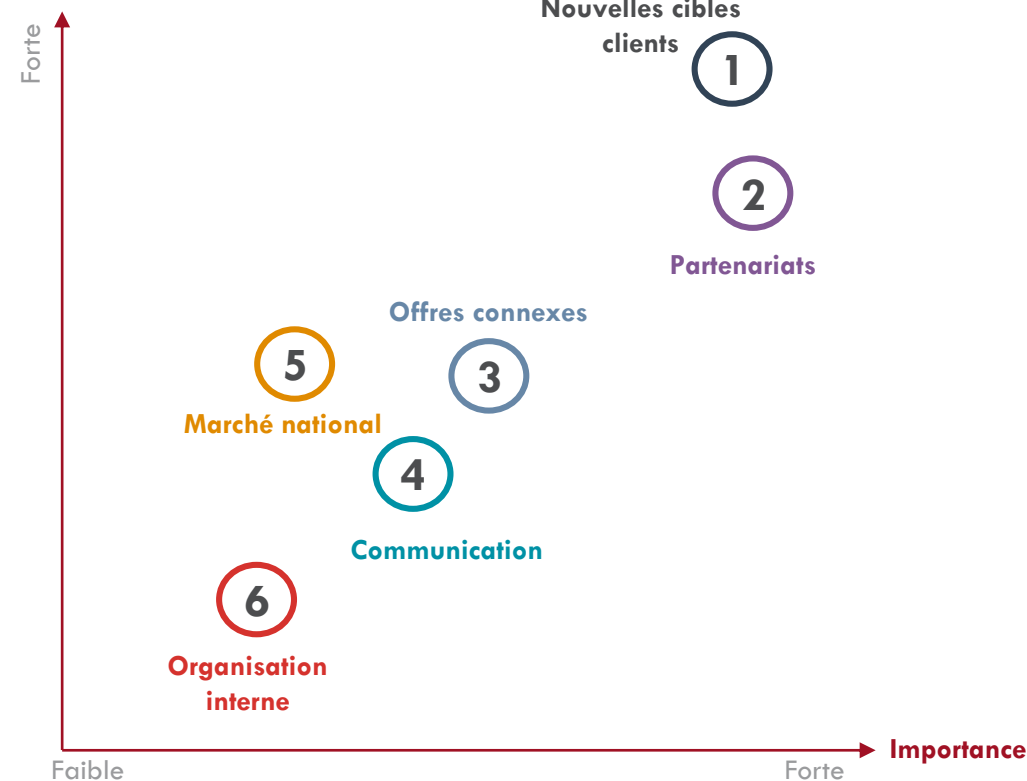 Nouvelles cibles
clients
Forte
1
2
Partenariats
Offres connexes
5
3
Marché national
4
Communication
6
Organisation
interne
Importance
Faible
Forte